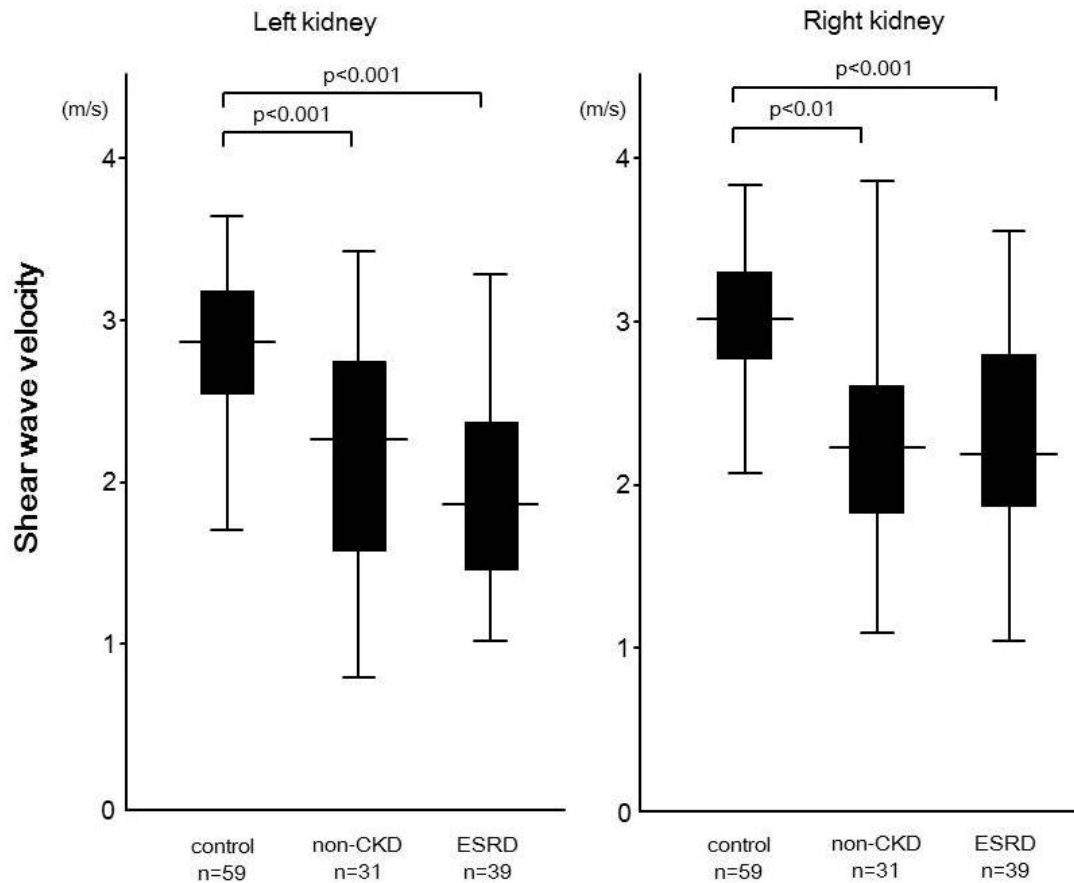 Left kidney
p<0.001
(m/s)
p<0.001
4
3
2
1
0
Shear wave velocity
control
n=59
non-CKD
n=31
ESRD
n=39
Right kidney
p<0.001
(m/s)
p<0.01
4
3
2
1
0
control
n=59
non-CKD
n=31
ESRD
n=39